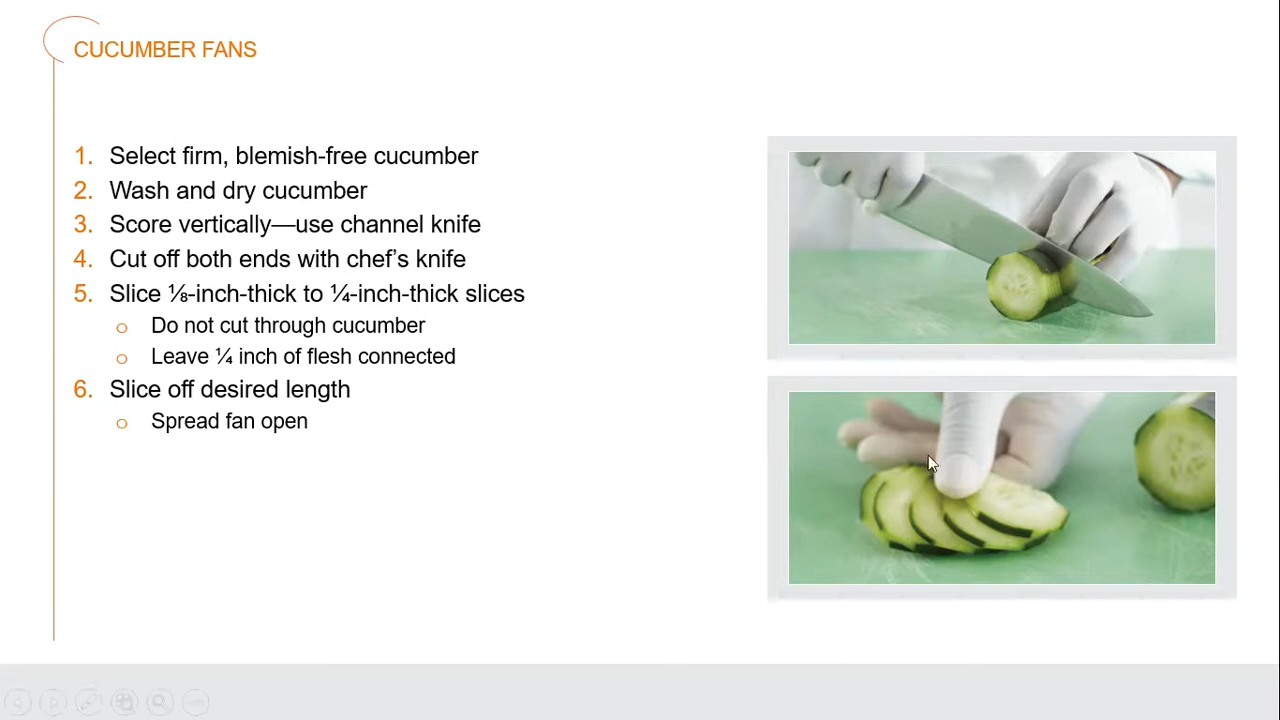 CUCUMBER FANS
1. Select firm, blemish-free cucumber
2. Wash and dry cucumber
3. Score vertically—use channel knife
4. Cut off both ends with chef’s knife
5. Slice ⅛-inch-thick to ¼-inch-thick slices
o Do not cut through cucumber
o Leave ¼ inch of flesh connected
6. Slice off desired length
o Spread fan open